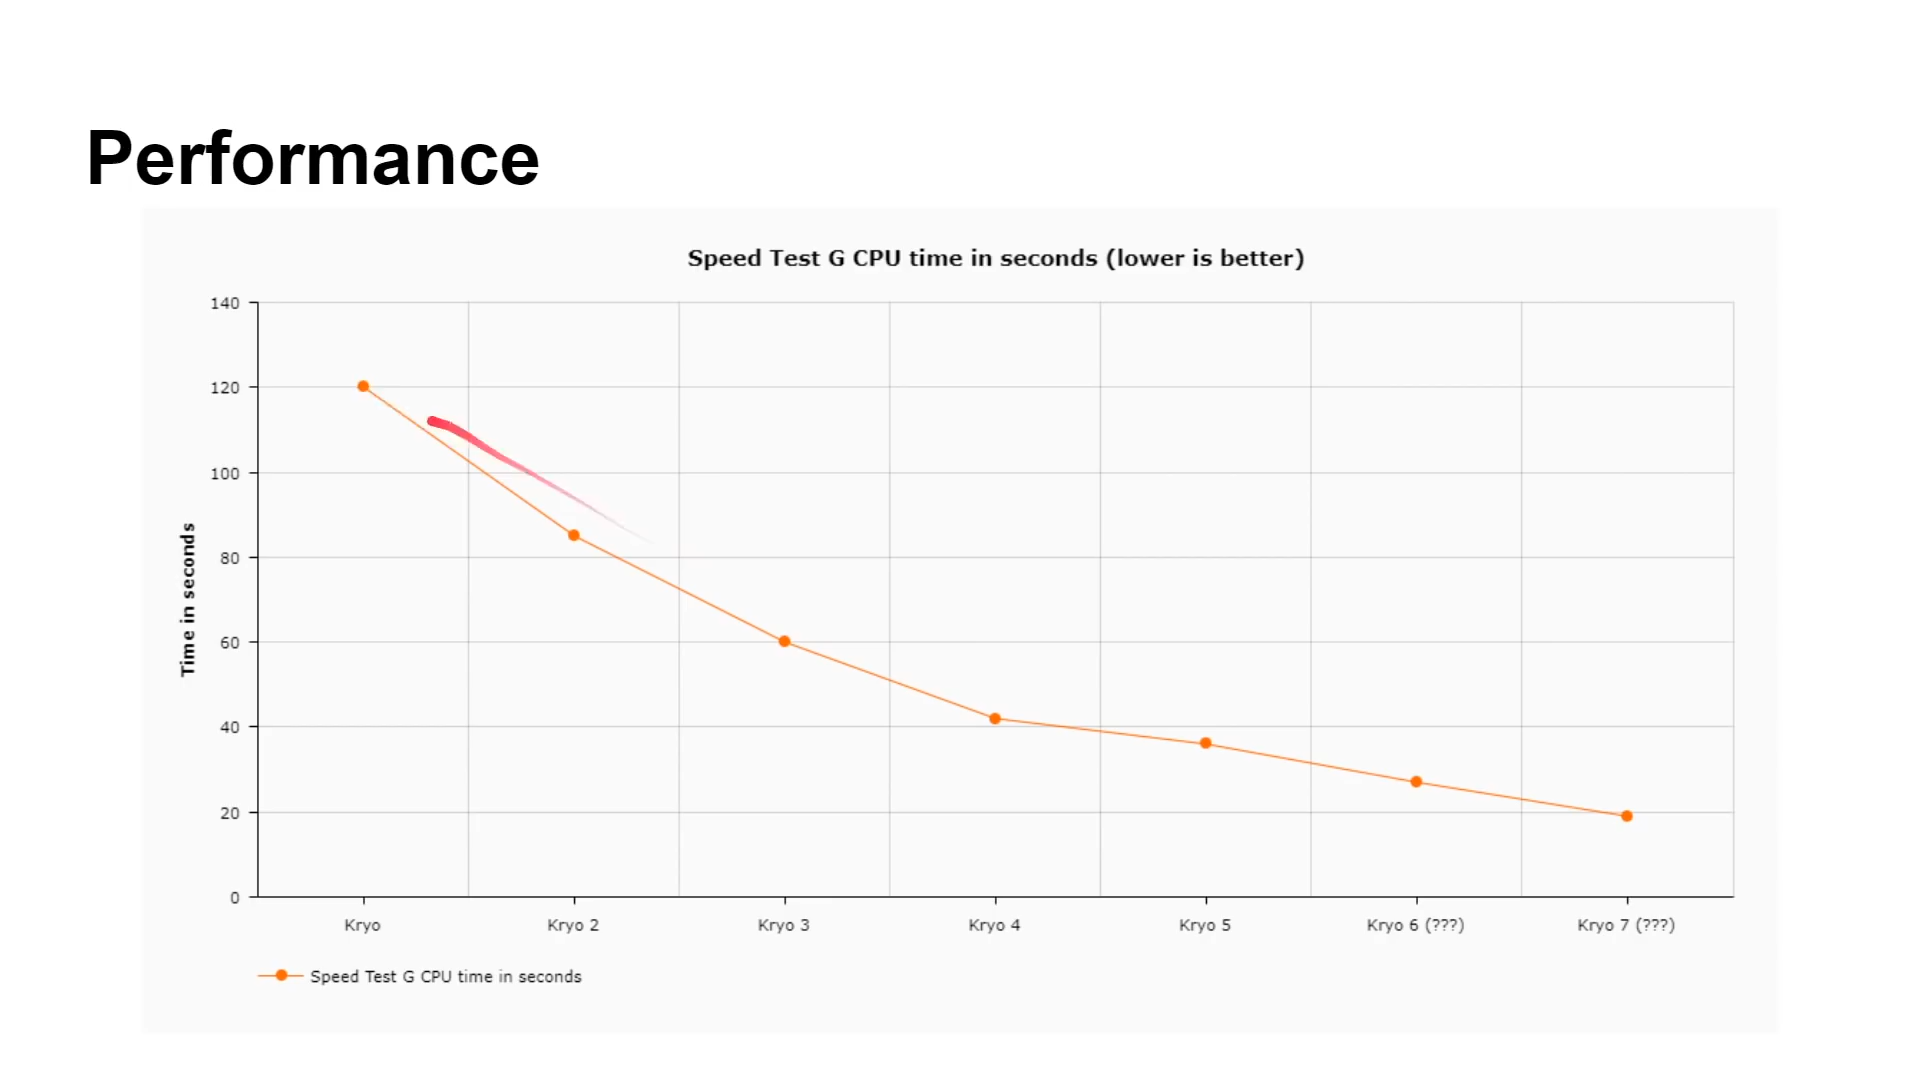 Performance
Speed Test G CPU time in seconds (lower is better)
140
120
100
80
60
40
20
0
Time in seconds
Kryo Kryo 2 Kryo 3 Kryo 4 Kryo 5 Kryo 6 (???) Kryo 7 (???)
Speed Test G CPU time in seconds